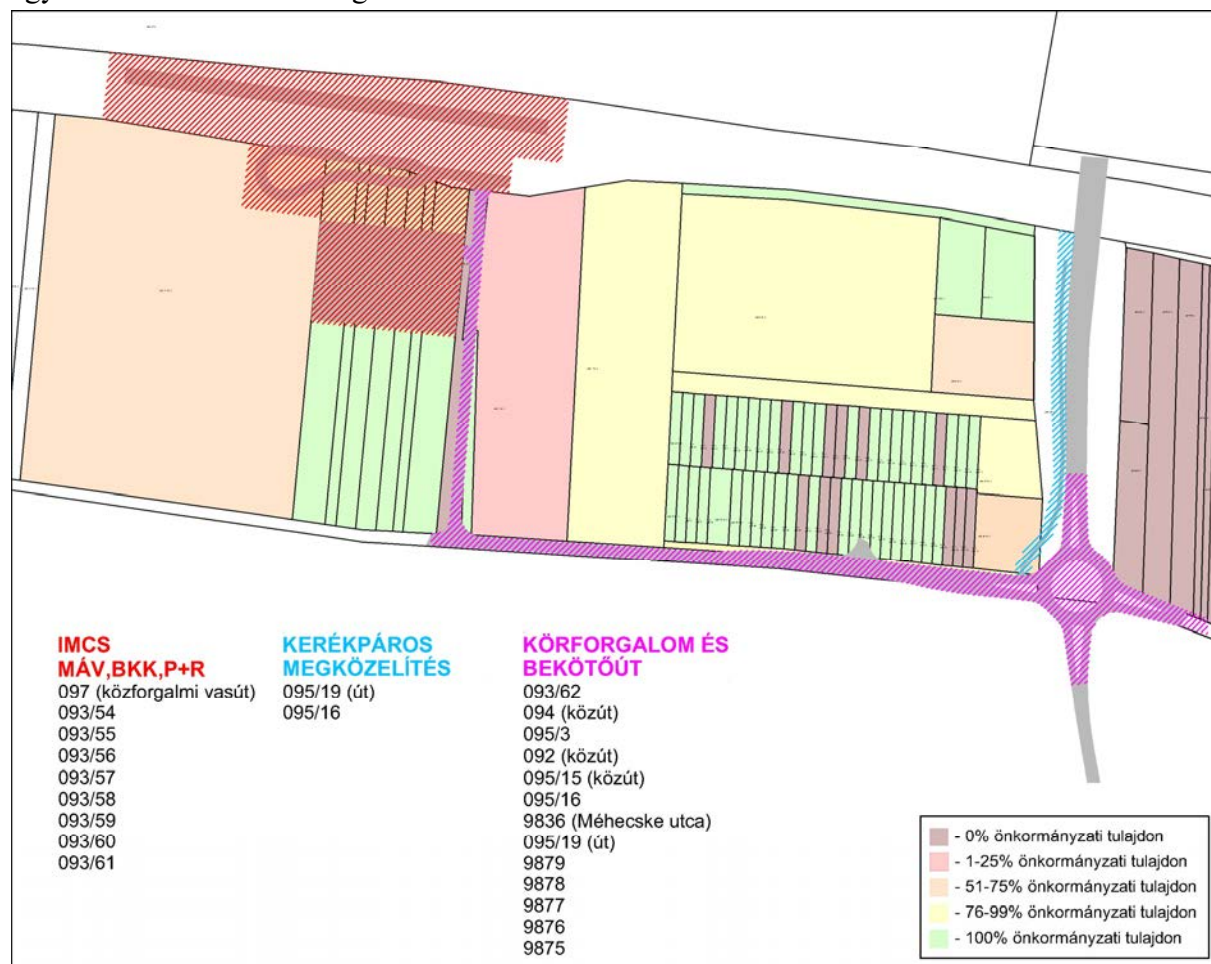 IMCS
MÁV,BKK,P+R
097 (közforgalmi vasút)
093/54
093/55
093/56
093/57
093/58
093/59
093/60
093/61
KERÉKPÁROS
MEGKÖZELÍTÉS
095/19 (út)
095/16
KÖRFORGALOM ÉS
BEKÖTŐÚT
093/62
094 (közút)
095/3
092 (közút)
095/15 (közút)
095/16
9836 (Méhecske utca)
095/19 (út)
9879
9878
9877
9876
9875
- 0% önkormányzati tulajdon
- 1-25% önkormányzati tulajdon
- 51-75% önkormányzati tulajdon
- 76-99% önkormányzati tulajdon
- 100% önkormányzati tulajdon